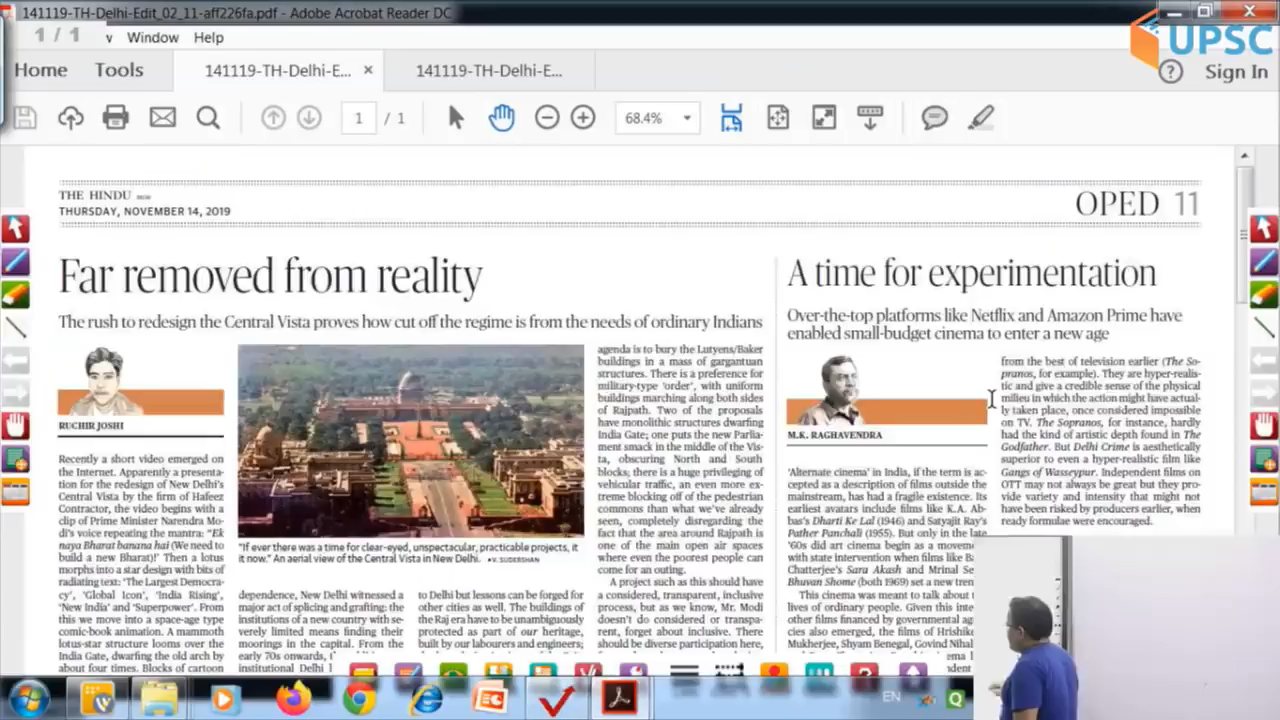 141119-TH-Delhi-Edit_02_11-aff226fa.pdf - Adobe Acrobat Reader DC
1 / 1
v Window Help
UPSC
Home Tools
141119-TH-Delhi-E... ×
141119-TH-Delhi-E...
? Sign In
1 / 1
68.4%
THE HINDU
THURSDAY, NOVEMBER 14, 2019
OPED 11
Far removed from reality
The rush to redesign the Central Vista proves how cut off the regime is from the needs of ordinary Indians
RUCHIR JOSHI
Recently a short video emerged on
the Internet. Apparently a presenta-
tion for the redesign of New Delhi's
Central Vista by the firm of Hafeez
Contractor, the video begins with a
clip of Prime Minister Narendra Mo-
di's voice repeating the mantra: "Ek
naya Bharat banana hai (We need to
build a new Bharat)!' Then a lotus
morphs into a star design with bits of
radiating text: 'The Largest Democra-
cy', 'Global Icon', 'India Rising',
'New India' and 'Superpower'. From
this we move into a space-age type
comic-book animation. A mammoth
lotus-star structure looms over the
India Gate, dwarfing the old arch by
about four times. Blocks of cartoon
"If ever there was a time for clear-eyed, unspectacular, practicable projects, it
it now." An aerial view of the Central Vista in New Delhi. • V. SUDERSHAN
dependence, New Delhi witnessed a
major act of splicing and grafting: the
institutions of a new country with se-
verely limited means finding their
moorings in the capital. From the
early 70s onwards,
institutional Delhi
to Delhi but lessons can be forged for
other cities as well. The buildings of
the Raj era have to be unambiguously
protected as part of our heritage,
built by our labourers and engineers;
agenda is to bury the Lutyens/Baker
buildings in a mass of gargantuan
structures. There is a preference for
military-type 'order', with uniform
buildings marching along both sides
of Rajpath. Two of the proposals
have monolithic structures dwarfing
India Gate; one puts the new Parlia-
ment smack in the middle of the Vis-
ta, obscuring North and South
blocks; there is a huge privileging of
vehicular traffic, an even more ex-
treme blocking off of the pedestrian
commons than what we've already
seen, completely disregarding the
fact that the area around Rajpath is
one of the main open air spaces
where even the poorest people can
come for an outing.
A project such as this should have
a considered, transparent, inclusive
process, but as we know, Mr. Modi
doesn't do considered or transpa-
rent, forget about inclusive. There
should be diverse participation here,
A time for experimentation
Over-the-top platforms like Netflix and Amazon Prime have
enabled small-budget cinema to enter a new age
M.K. RAGHAVENDRA
'Alternate cinema' in India, if the term is ac-
cepted as a description of films outside the
mainstream, has had a fragile existence. Its
earliest avatars include films like K.A. Ab-
bas's Dharti Ke Lal (1946) and Satyajit Ray's
Pather Panchali (1955). But only in the late
'60s did art cinema begin as a moveme
with state intervention when films like Ba
Chatterjee's Sara Akash and Mrinal Se
Bhuvan Shome (both 1969) set a new tren
This cinema was meant to talk about t
lives of ordinary people. Given this inte
other films financed by governmental ag
cies also emerged, the films of Hrishike
Mukherjee, Shyam Benegal, Govind Nihal
from the best of television earlier (The So-
pranos, for example). They are hyper-realis-
tic and give a credible sense of the physical
milieu in which the action might have actual-
ly taken place, once considered impossible
on TV. The Sopranos, for instance, hardly
had the kind of artistic depth found in The
Godfather. But Delhi Crime is aesthetically
superior to even a hyper-realistic film like
Gangs of Wasseypur. Independent films on
OTT may not always be great but they pro-
vide variety and intensity that might not
have been risked by producers earlier, when
ready formulae were encouraged.
EN